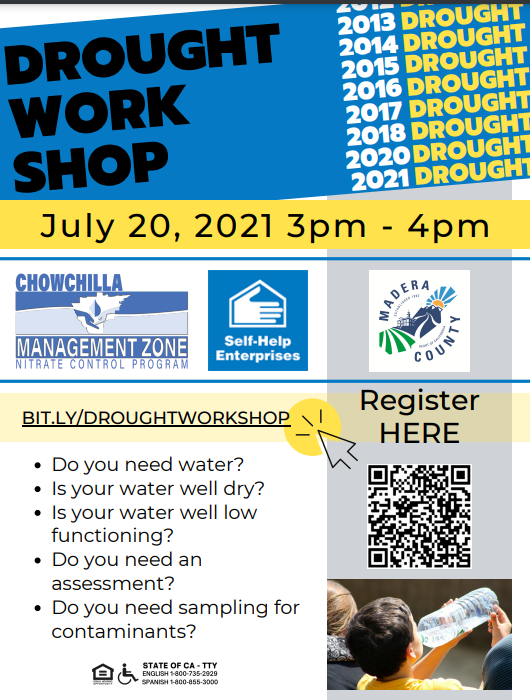 DROUGHT
WORK
SHOP
2012 DROUGHT
2013 DROUGHT
2014 DROUGHT
2015 DROUGHT
2016 DROUGHT
2017 DROUGHT
2018 DROUGHT
2020 DROUGHT
2021 DROUGHT
July 20, 2021 3pm - 4pm
CHOWCHILLA
MANAGEMENT ZONE
NITRATE CONTROL PROGRAM
Self-Help
Enterprises
MADERA
COUNTY
BIT.LY/DROUGHTWORKSHOP
Register
HERE
• Do you need water?
• Is your water well dry?
• Is your water well low
functioning?
• Do you need an
assessment?
• Do you need sampling for
contaminants?
STATE OF CA - TTY
ENGLISH 1-800-735-2929
SPANISH 1-800-855-3000